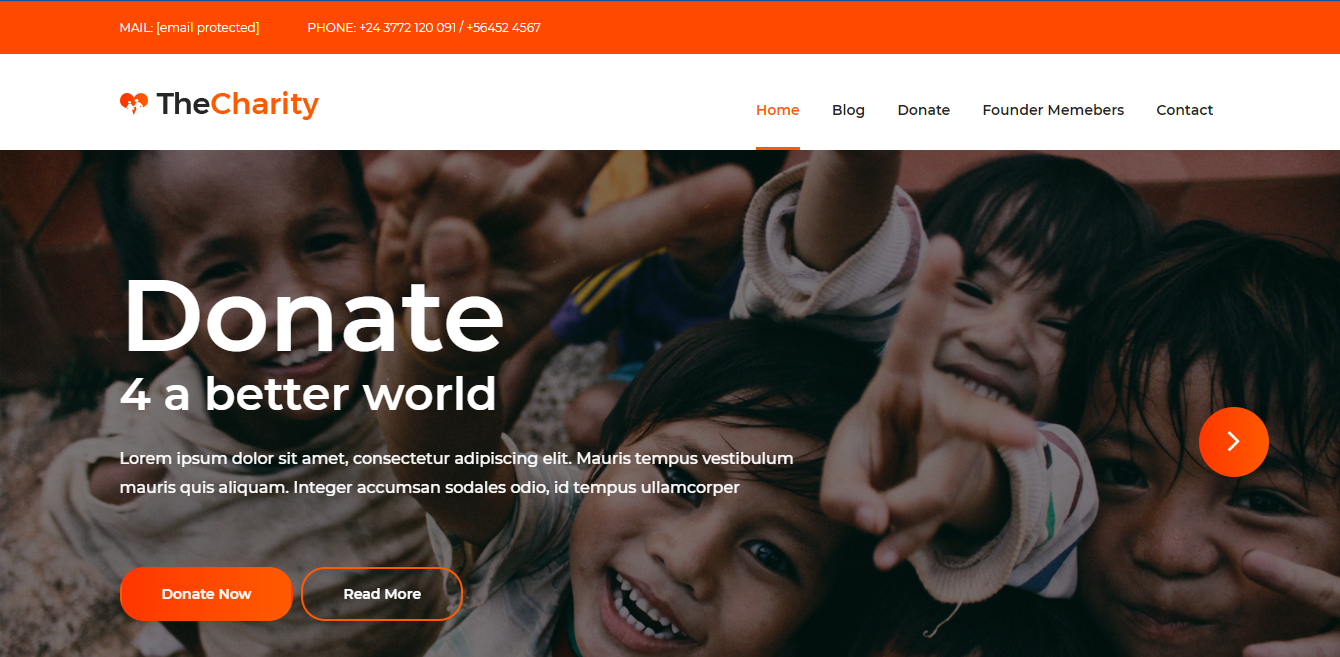 MAIL: [email protected] PHONE: +24 3772 120 091 / +56452 4567
TheCharity
Home Blog Donate Founder Memebers Contact
Donate
4 a better world
Lorem ipsum dolor sit amet, consectetur adipiscing elit. Mauris tempus vestibulum
mauris quis aliquam. Integer accumsan sodales odio, id tempus ullamcorper
Donate Now Read More